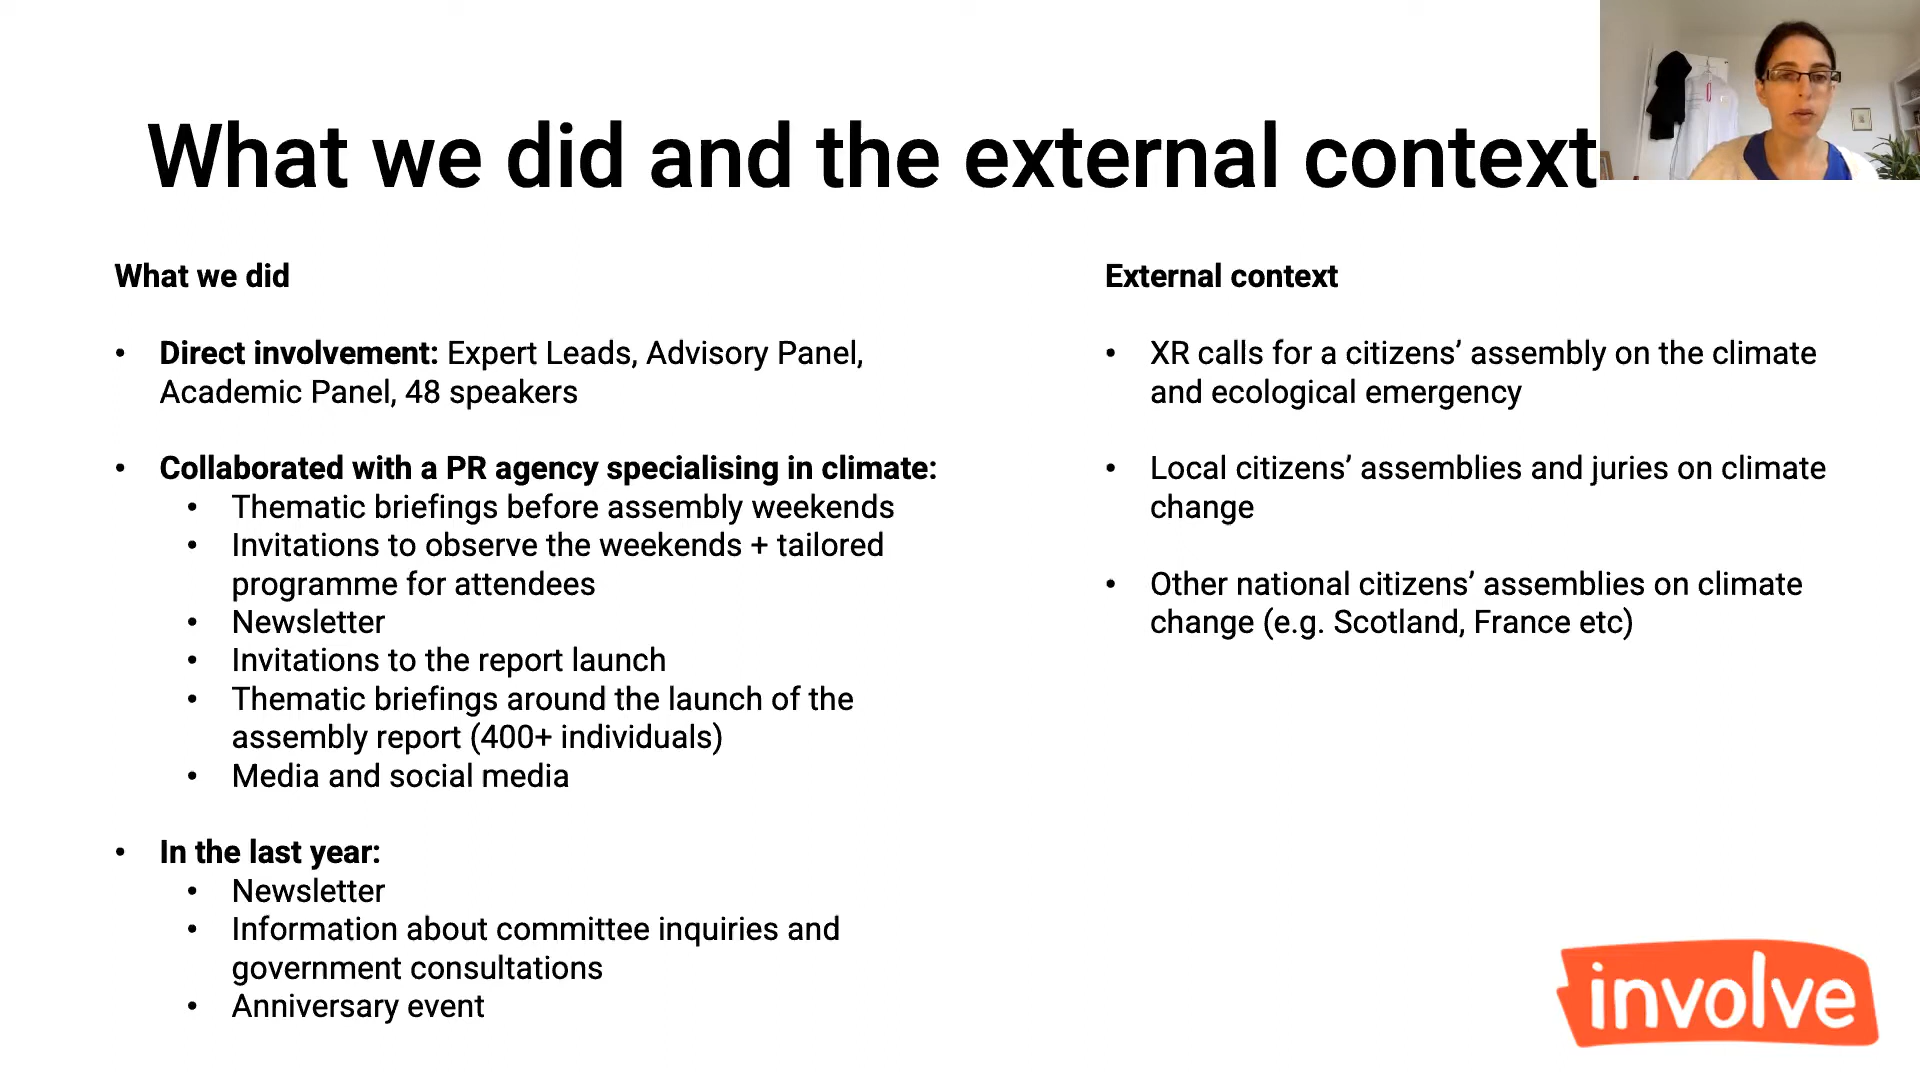 What we did and the external context
What we did
• Direct involvement: Expert Leads, Advisory Panel,
Academic Panel, 48 speakers
• Collaborated with a PR agency specialising in climate:
• Thematic briefings before assembly weekends
• Invitations to observe the weekends + tailored
programme for attendees
• Newsletter
• Invitations to the report launch
• Thematic briefings around the launch of the
assembly report (400+ individuals)
• Media and social media
• In the last year:
• Newsletter
• Information about committee inquiries and
government consultations
• Anniversary event
External context
• XR calls for a citizens’ assembly on the climate
and ecological emergency
• Local citizens’ assemblies and juries on climate
change
• Other national citizens’ assemblies on climate
change (e.g. Scotland, France etc)
involve